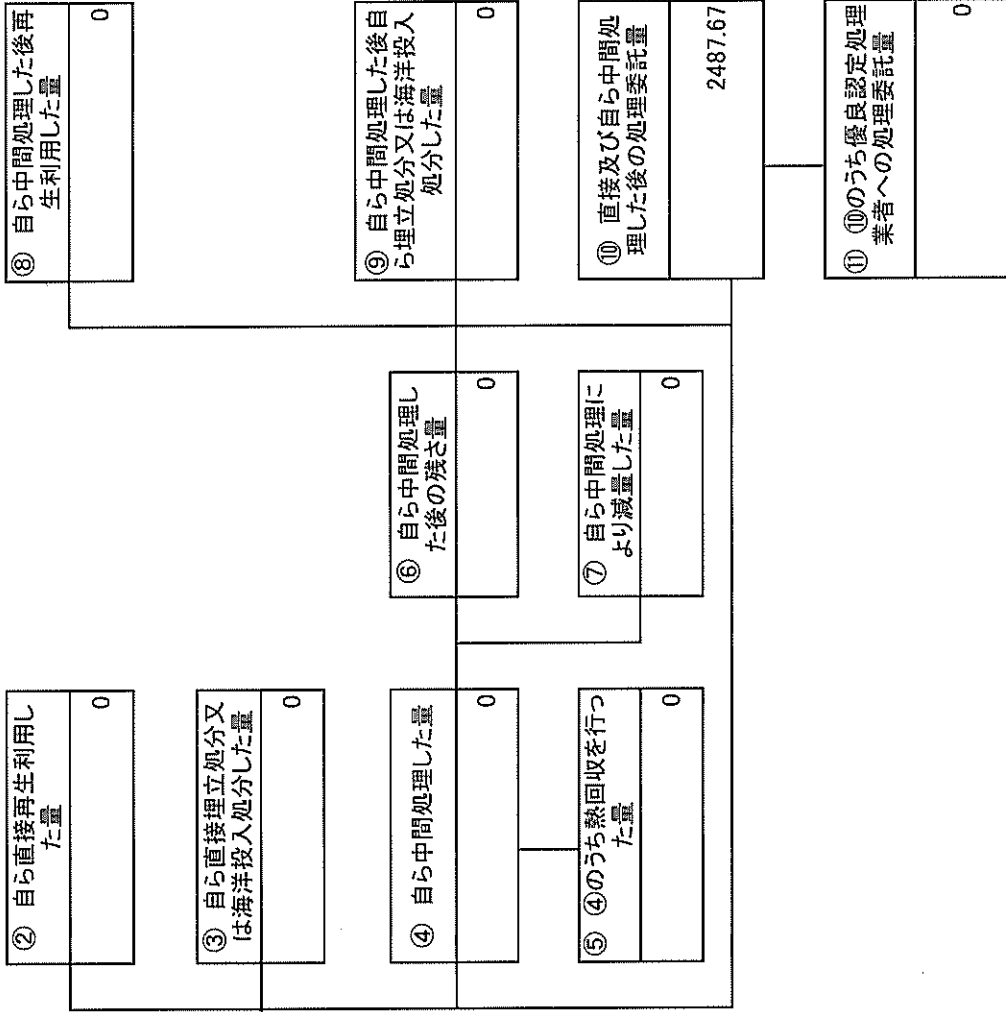 ② 自ら直接再生利用し
た量
0
③ 自ら直接埋立処分又
は海洋投入処分した量
0
④ 自ら中間処理した量
0
⑤ ④のうち熱回収を行っ
た量
0
⑥ 自ら中間処理し
た後の残さ量
0
⑦ 自ら中間処理に
より減量した量
0
⑧ 自ら中間処理した後再
生利用した量
0
⑨ 自ら中間処理した後自
ら埋立処分又は海洋投入
処分した量
0
⑩ 直接及び自ら中間処
理した後の処理委託量
2487.67
⑪ ⑩のうち優良認定処理
業者への処理委託量
0